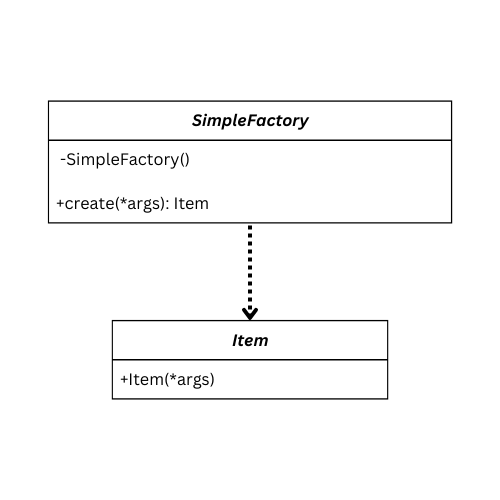 SimpleFactory
-SimpleFactory()
+create(*args): Item
Item
+Item(*args)